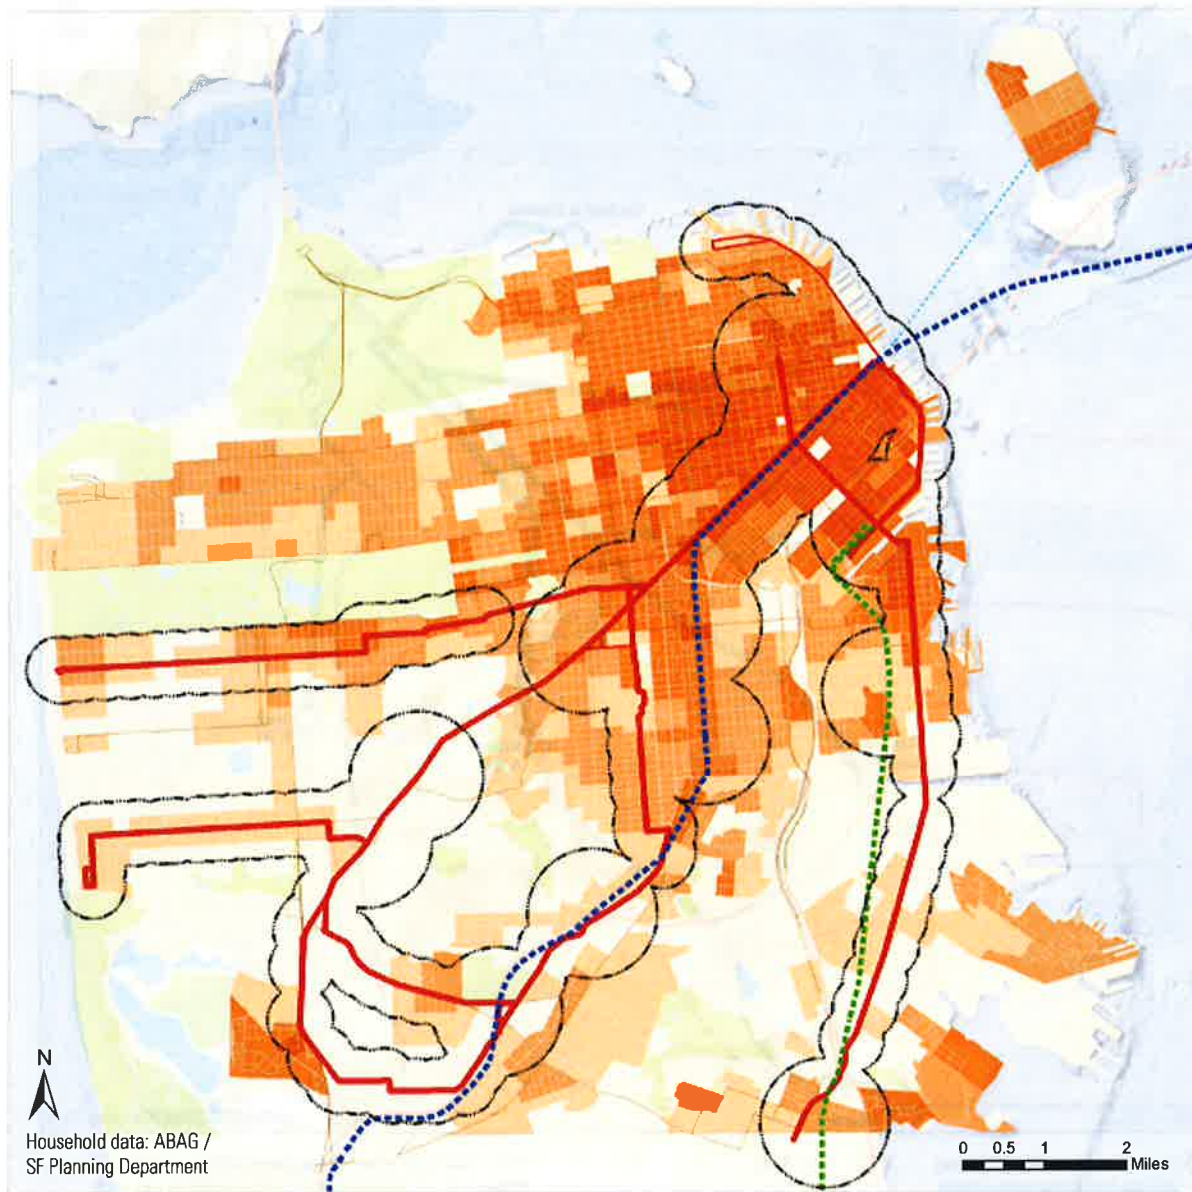 N
Household data: ABAG /
SF Planning Department
0 0.5 1 2
Miles